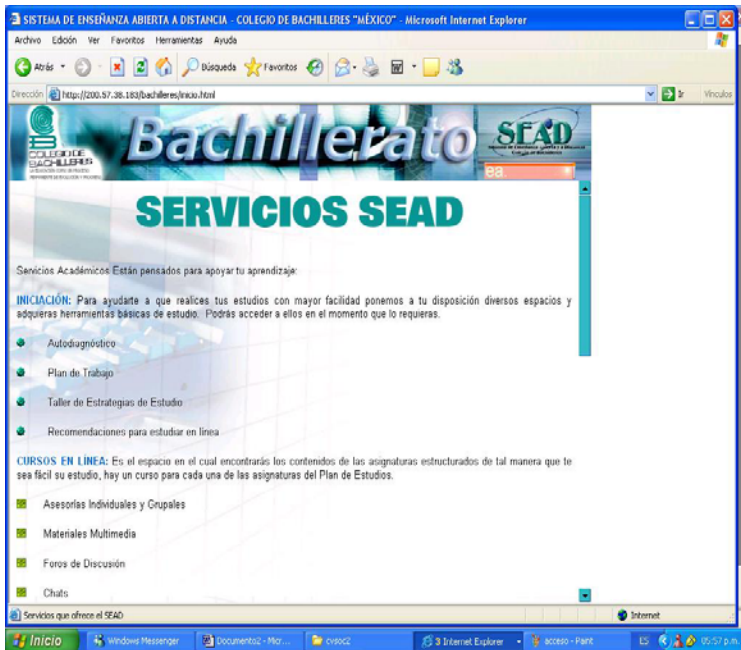 SISTEMA DE ENSEÑANZA ABIERTA A DISTANCIA - COLEGIO DE BACHILLERES "MÉXICO" - Microsoft Internet Explorer
Archivo Edición Ver Favoritos Herramientas Ayuda
Atrás Búsqueda Favoritos
Dirección http://200.57.38.183/bachilleres/inicio.html Ir Vínculos
COLEGIO DE
BACHILLERES
Bachillerato
SEAD
ea.
SERVICIOS SEAD
Servicios Académicos Están pensados para apoyar tu aprendizaje:
INICIACIÓN: Para ayudarte a que realices tus estudios con mayor facilidad ponemos a tu disposición diversos espacios y
adquieras herramientas básicas de estudio. Podrás acceder a ellos en el momento que lo requieras.
Autodiagnóstico
Plan de Trabajo
Taller de Estrategias de Estudio
Recomendaciones para estudiar en línea
CURSOS EN LÍNEA: Es el espacio en el cual encontrarás los contenidos de las asignaturas estructurados de tal manera que te
sea fácil su estudio, hay un curso para cada una de las asignaturas del Plan de Estudios.
Asesorías Individuales y Grupales
Materiales Multimedia
Foros de Discusión
Chats
Servicios que ofrece el SEAD Internet
Inicio Windows Messenger Documento2 - Micr... cvsoc2 3 Internet Explorer acceso - Paint ES 05:57 p.m.